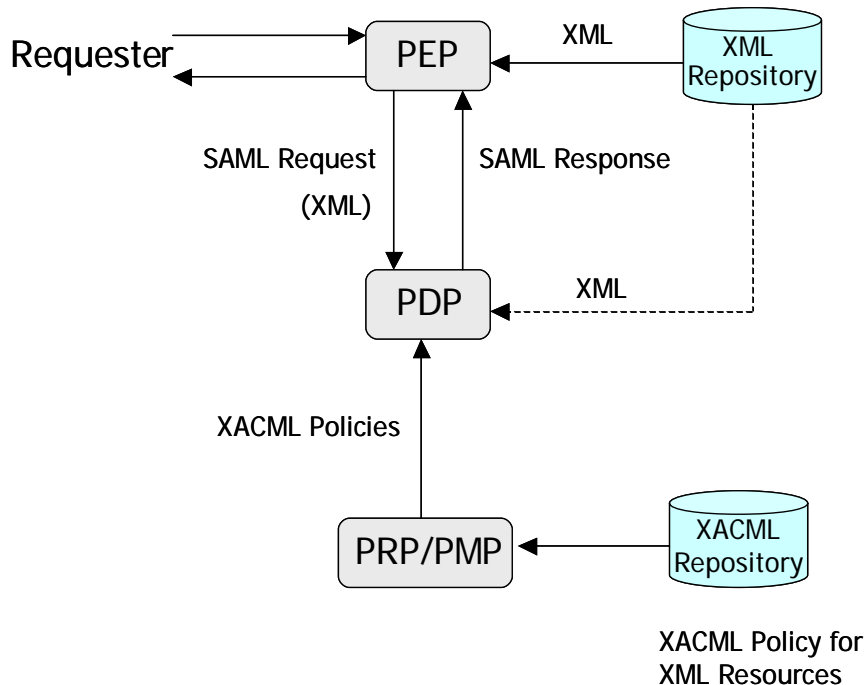 Requester
PEP
XML
XML
Repository
SAML Request
(XML)
SAML Response
PDP
XML
XACML Policies
PRP/PMP
XACML
Repository
XACML Policy for
XML Resources